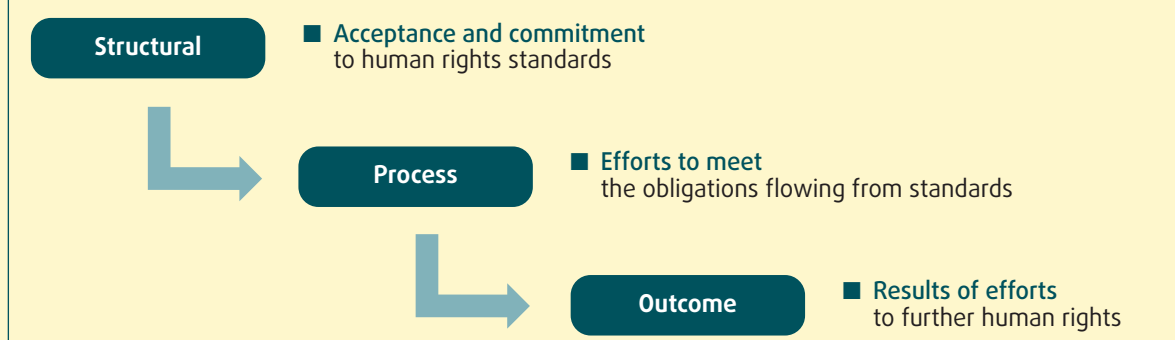 Structural
■ Acceptance and commitment
to human rights standards
Process
■ Efforts to meet
the obligations flowing from standards
Outcome
■ Results of efforts
to further human rights